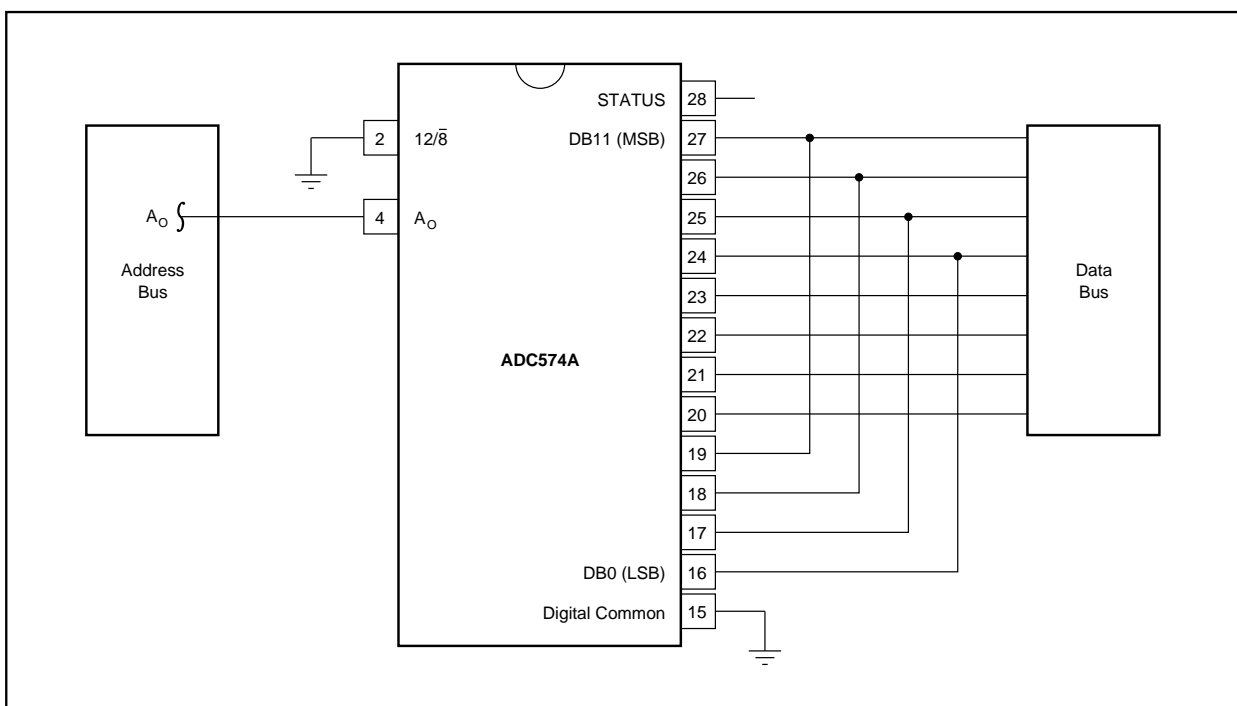 STATUS 28
2 12/8̅ DB11 (MSB) 27
26
A<sub>O</sub> 4 A<sub>O</sub> 25
24
Address
Bus
Data
Bus
23
22
ADC574A
21
20
19
18
17
DB0 (LSB) 16
Digital Common 15